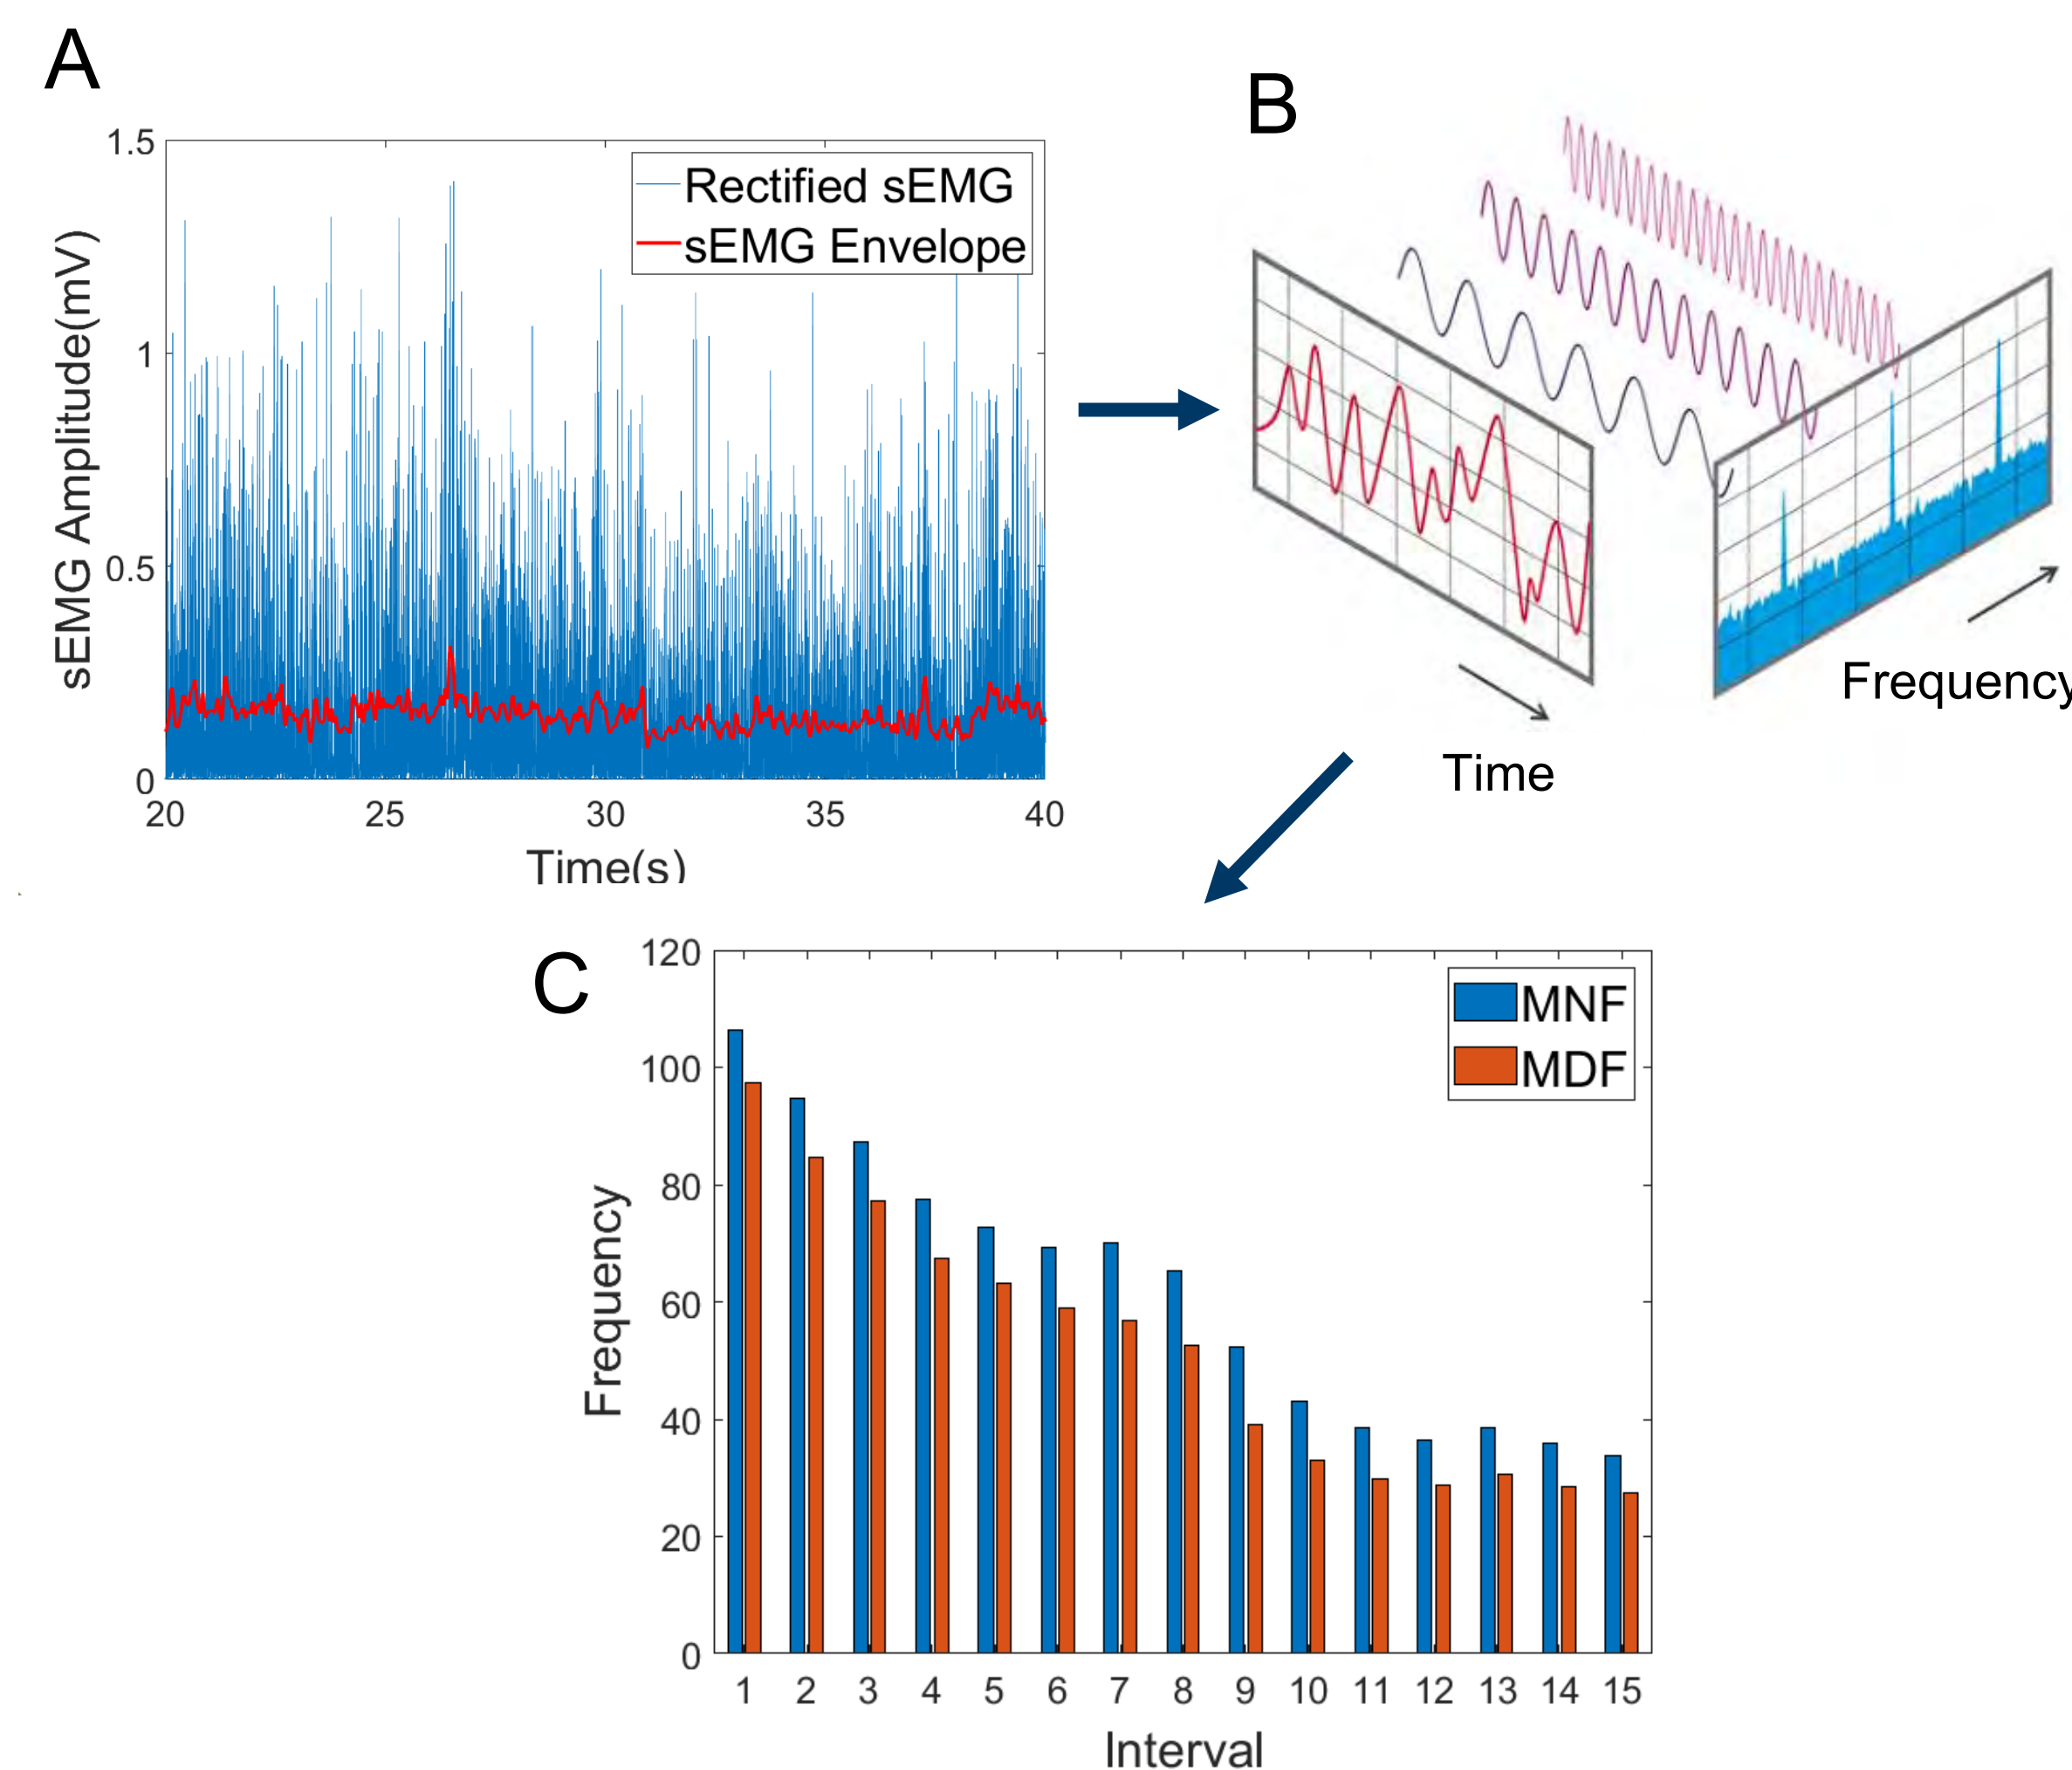 A
1.5
1
0.5
0
sEMG Amplitude(mV)
Rectified sEMG
sEMG Envelope
20 25 30 35 40
Time(s)
B
Time
Frequency
C
120
100
80
60
40
20
0
Frequency
MNF
MDF
1 2 3 4 5 6 7 8 9 10 11 12 13 14 15
Interval